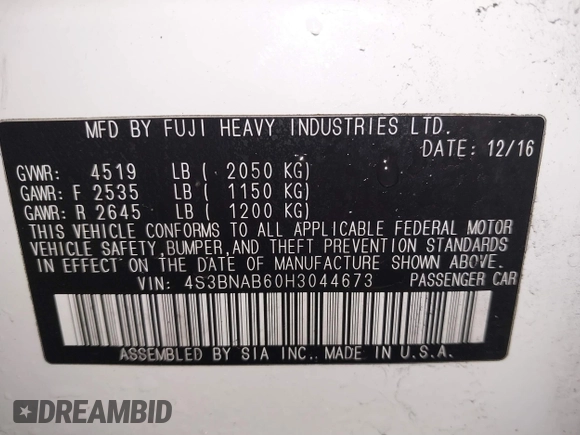 MFD BY FUJI HEAVY INDUSTRIES LTD.
DATE: 12/16
GVWR: 4519 LB ( 2050 KG)
GAWR: F 2535 LB ( 1150 KG)
GAWR: R 2645 LB ( 1200 KG)
THIS VEHICLE CONFORMS TO ALL APPLICABLE FEDERAL MOTOR
VEHICLE SAFETY, BUMPER, AND THEFT PREVENTION STANDARDS
IN EFFECT ON THE DATE OF MANUFACTURE SHOWN ABOVE.
VIN: 4S3BNAB60H3044673 PASSENGER CAR
ASSEMBLED BY SIA INC. MADE IN U.S.A.
DREAMBID